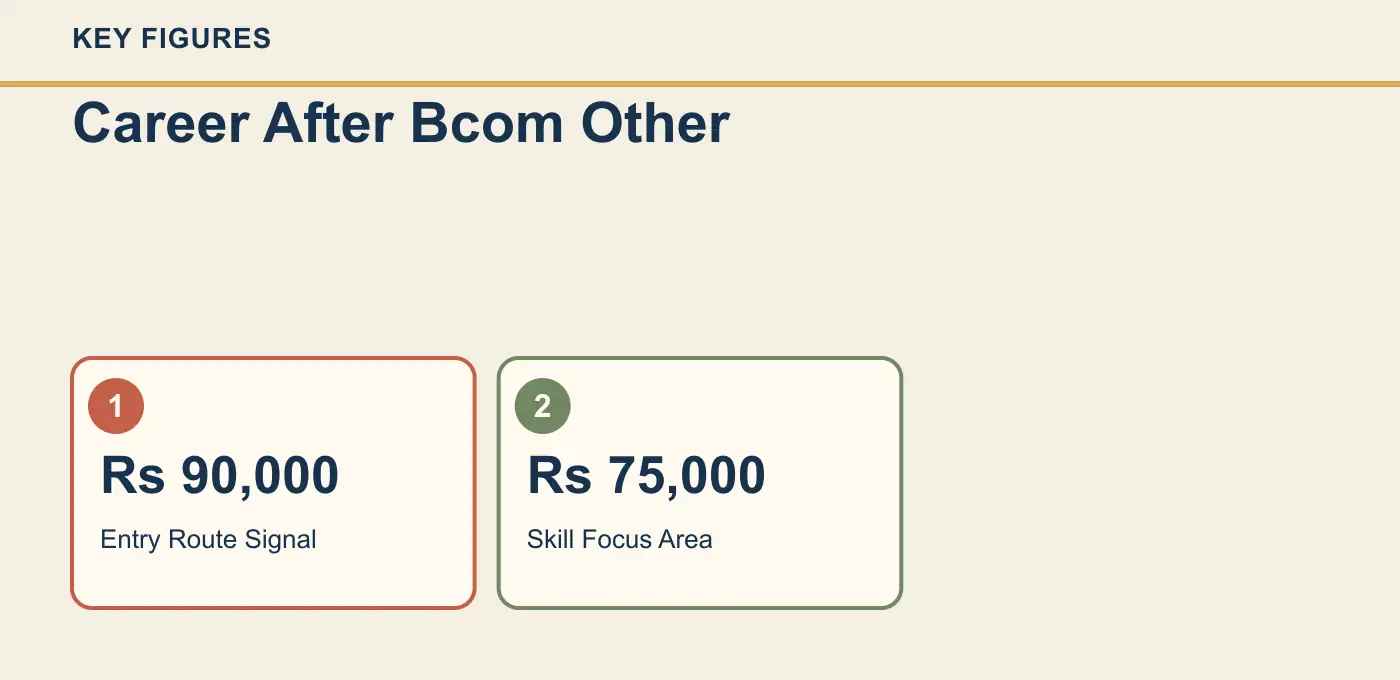 KEY FIGURES
Career After Bcom Other
1
Rs 90,000
Entry Route Signal
2
Rs 75,000
Skill Focus Area